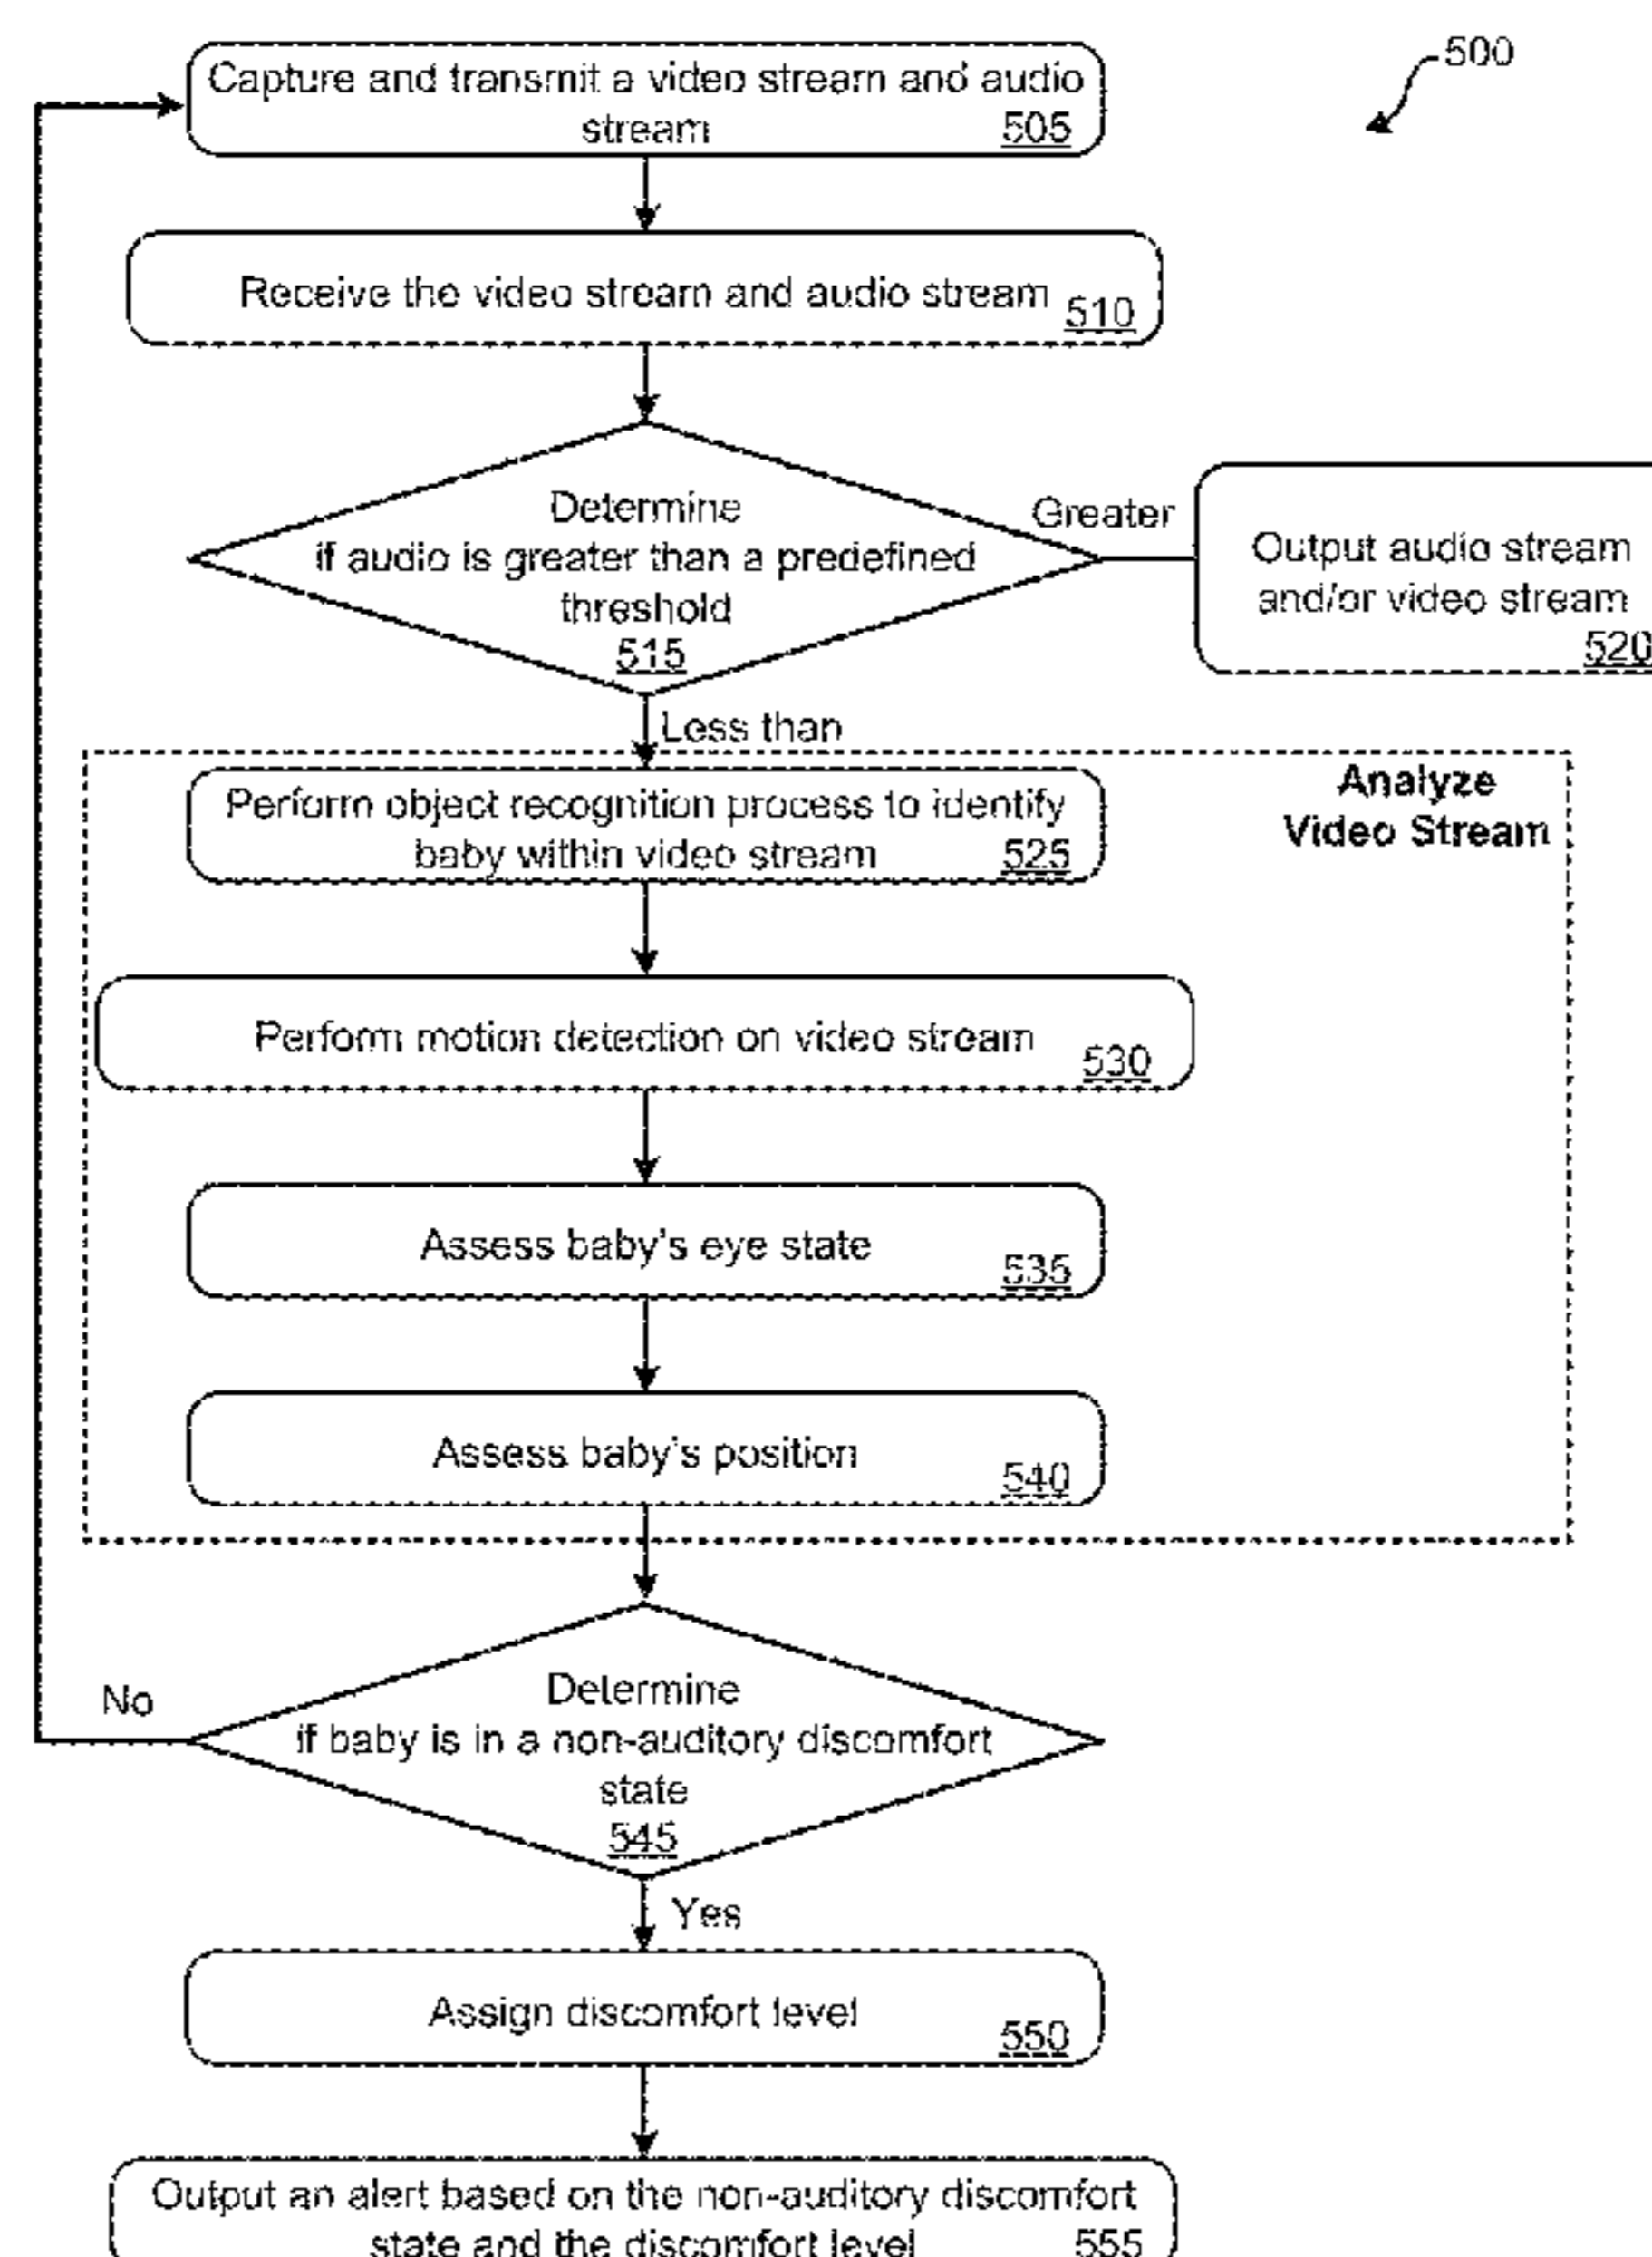 500
Capture and transmit a video stream and audio
stream 505
Receive the video stream and audio stream 510
Determine
if audio is greater than a predefined
threshold
515
Greater
Output audio stream
and/or video stream
520
Less than
Analyze
Video Stream
Perform object recognition process to identify
baby within video stream 525
Perform motion detection on video stream 530
Assess baby's eye state 535
Assess baby's position 540
Determine
if baby is in a non-auditory discomfort
state
545
No
Yes
Assign discomfort level 550
Output an alert based on the non-auditory discomfort
state and the discomfort level 555